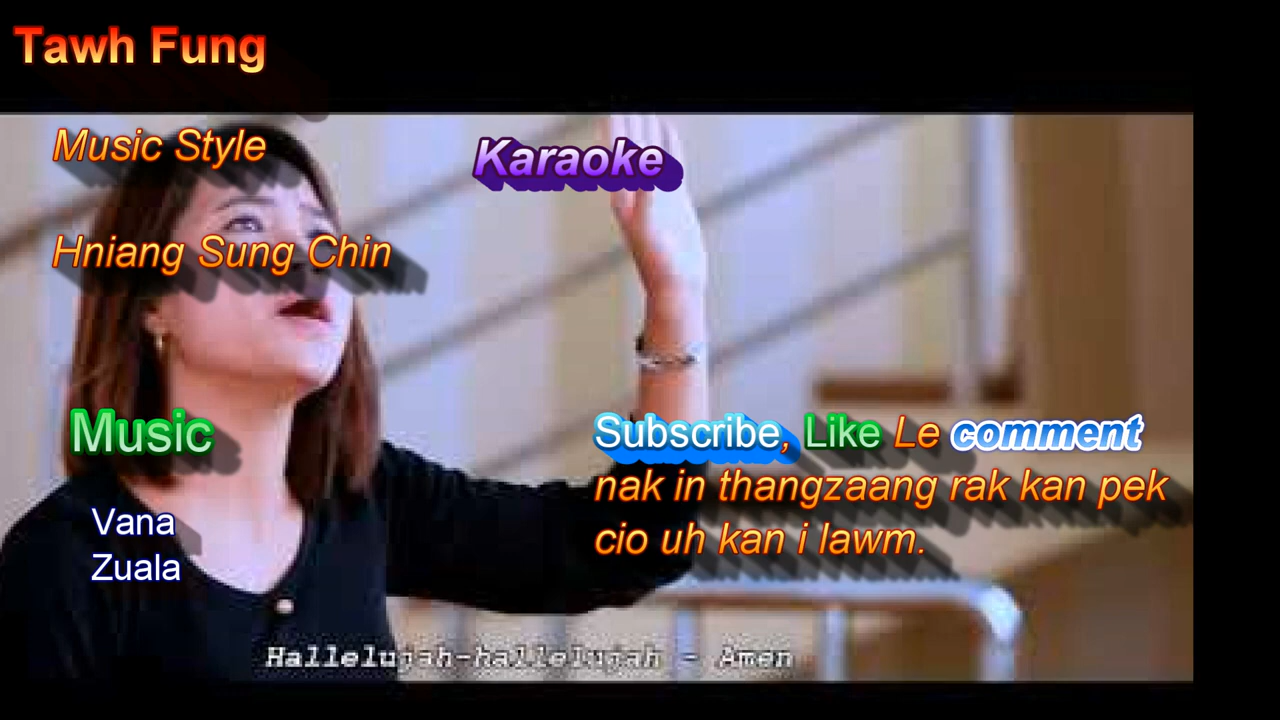 Tawh Fung
Music Style
Karaoke
Hniang Sung Chin
Music
Subscribe, Like Le comment
nak in thangzaang rak kan pek
cio uh kan i lawm.
Vana
Zuala
Hallelujah-hallelujah - Amen